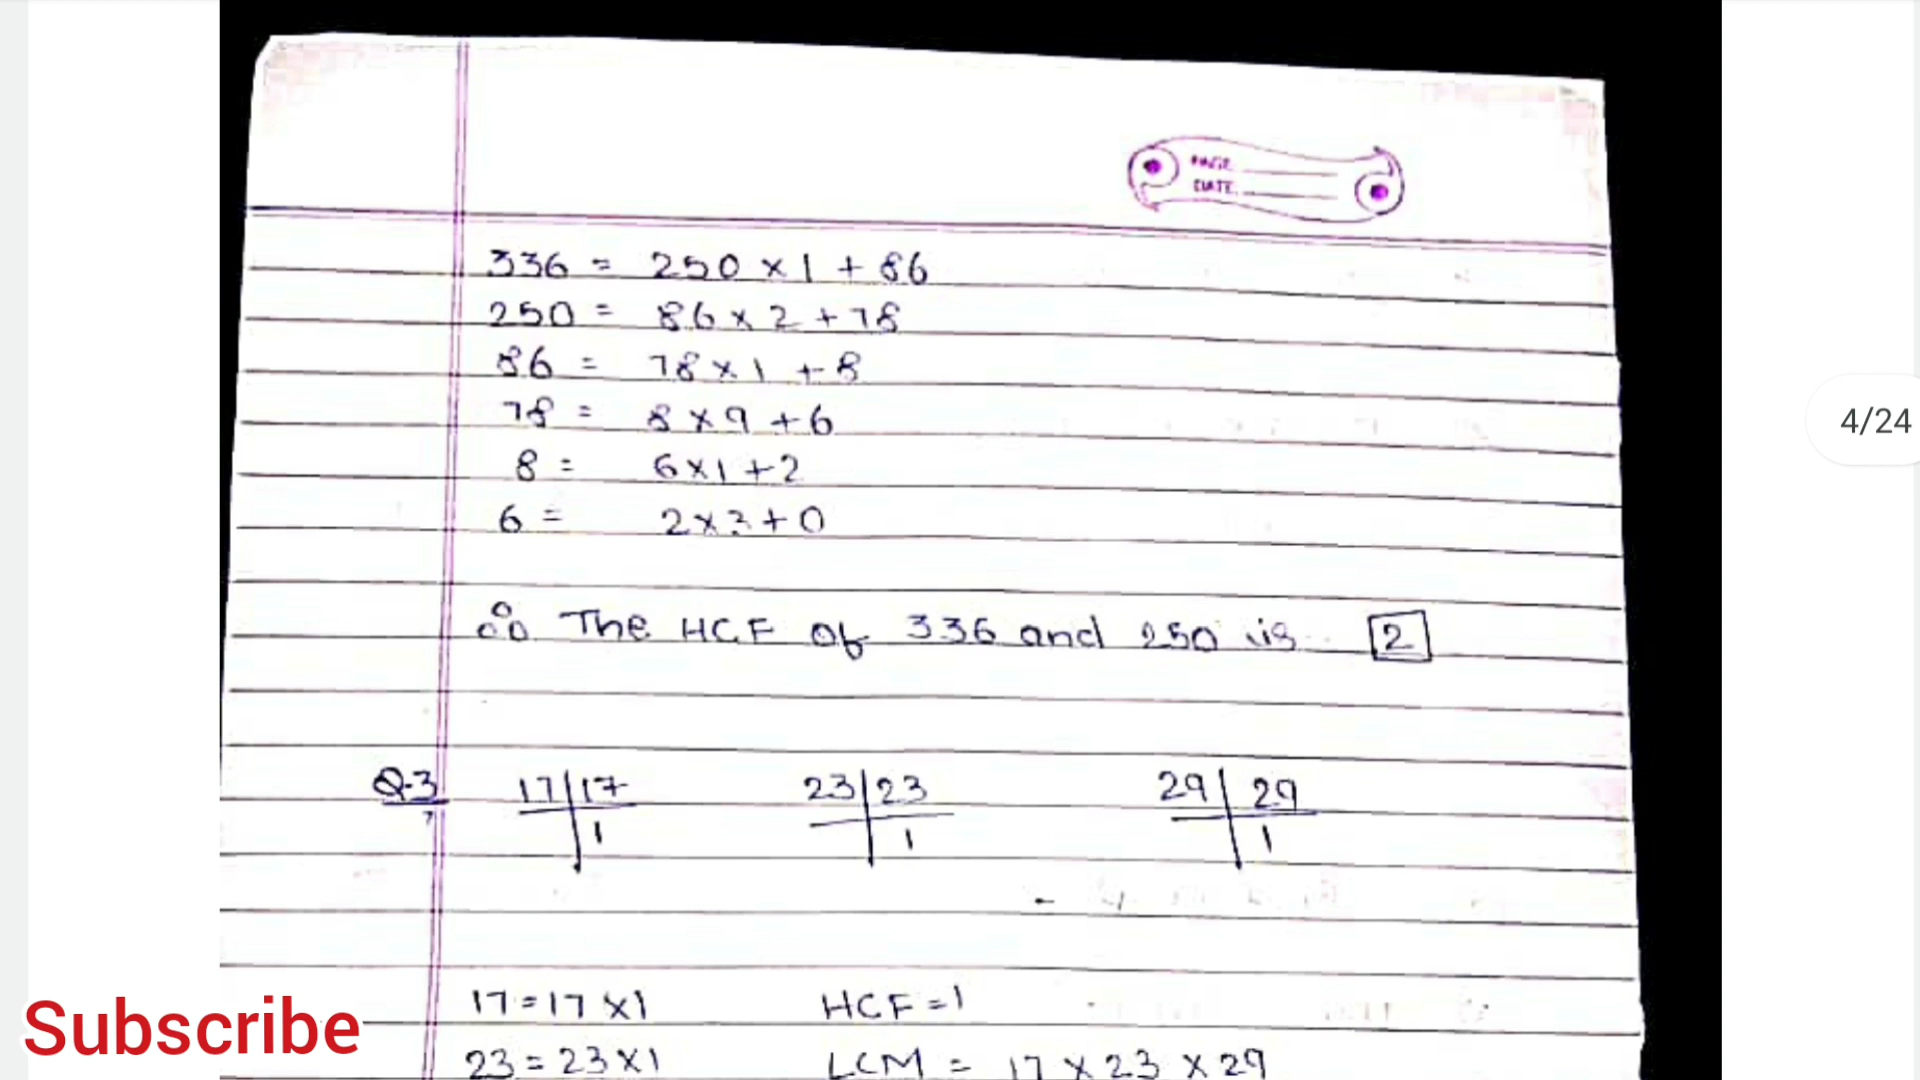 PAGE
DATE
336 = 250 × 1 + 86
250 = 86 × 2 + 78
86 = 78 × 1 + 8
78 = 8 × 9 + 6
8 = 6 × 1 + 2
6 = 2 × 3 + 0
∴ The HCF of 336 and 250 is 2
4/24
Q.3 17 | 17 23 | 23 29 | 29
1 1 1
17 = 17 × 1 HCF = 1
23 = 23 × 1 LCM = 17 × 23 × 29
Subscribe